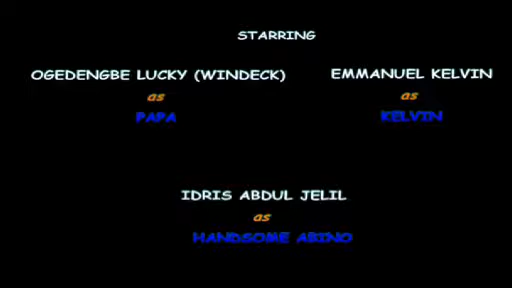 STARRING
OGEDENGBE LUCKY (WINDECK)
as
PAPA
EMMANUEL KELVIN
as
KELVIN
IDRIS ABDUL JELIL
as
HANDSOME ABINO